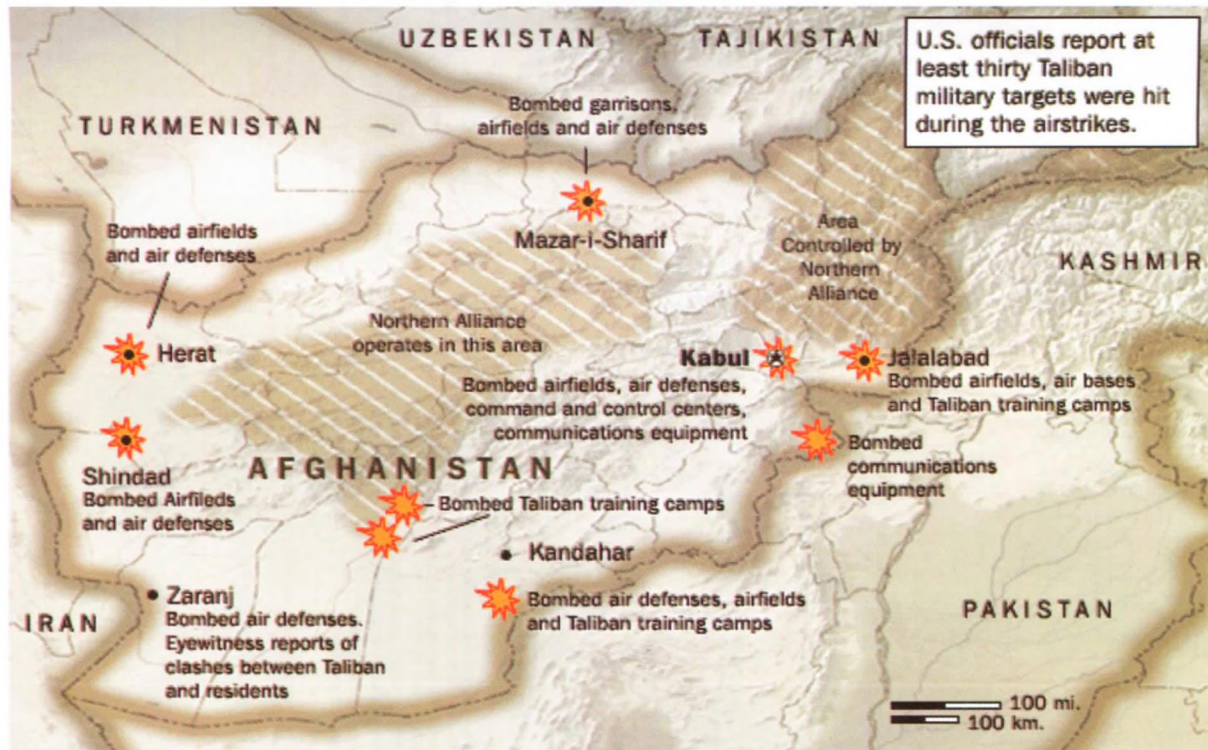 UZBEKISTAN
TAJIKISTAN
U.S. officials report at
least thirty Taliban
military targets were hit
during the airstrikes.
TURKMENISTAN
Bombed garrisons,
airfields and air defenses
Mazar-i-Sharif
Area
Controlled by
Northern
Alliance
KASHMIR
Bombed airfields
and air defenses
Herat
Northern Alliance
operates in this area
Kabul
Bombed airfields, air defenses,
command and control centers,
communications equipment
Jalalabad
Bombed airfields, air bases
and Taliban training camps
Bombed
communications
equipment
Shindad
Bombed Airfileds
and air defenses
AFGHANISTAN
Bombed Taliban training camps
Kandahar
Bombed air defenses, airfields
and Taliban training camps
Zaranj
Bombed air defenses.
Eyewitness reports of
clashes between Taliban
and residents
IRAN
PAKISTAN
100 mi.
100 km.